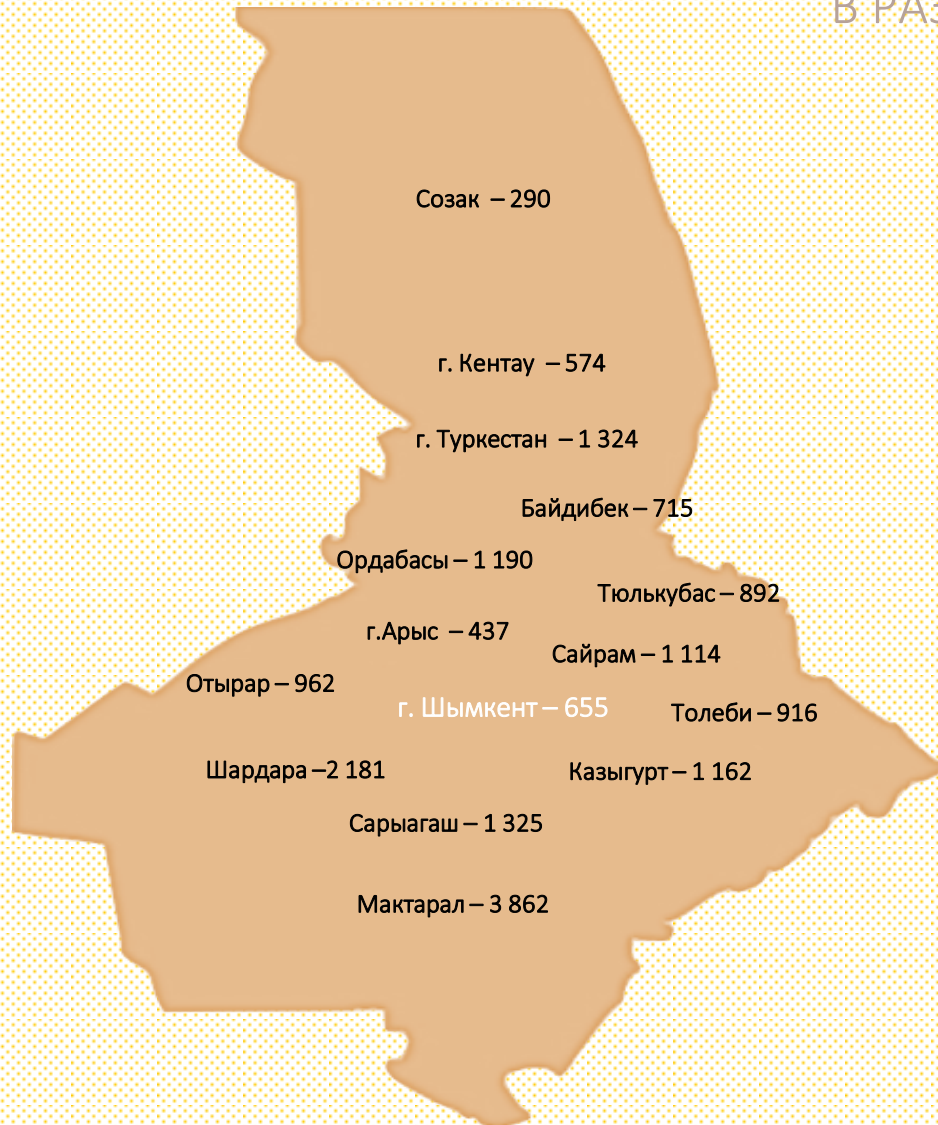 В РАЗ
Созак – 290
г. Кентау – 574
г. Туркестан – 1 324
Байдибек – 715
Ордабасы – 1 190
Тюлькубас – 892
г.Арыс – 437
Сайрам – 1 114
Отырар – 962
г. Шымкент – 655
Толеби – 916
Шардара –2 181
Казыгурт – 1 162
Сарыагаш – 1 325
Мактарал – 3 862